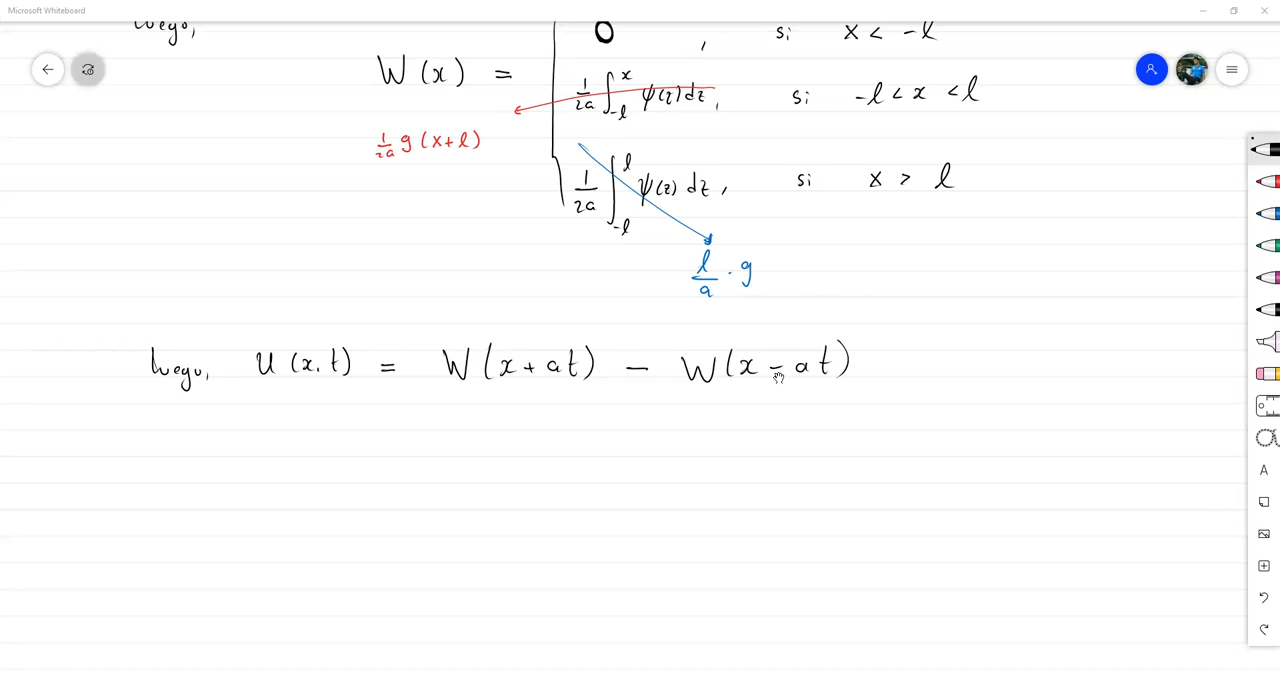 Microsoft Whiteboard
luego,
0 , si x < -l
W(x) =
1/2a ∫_{-l}^{x} ψ(z) dz, si -l < x < l
1/2a g(x+l)
1/2a ∫_{-l}^{l} ψ(z) dz, si x > l
l/a · g
luego, u(x,t) = W(x+at) - W(x-at)
A